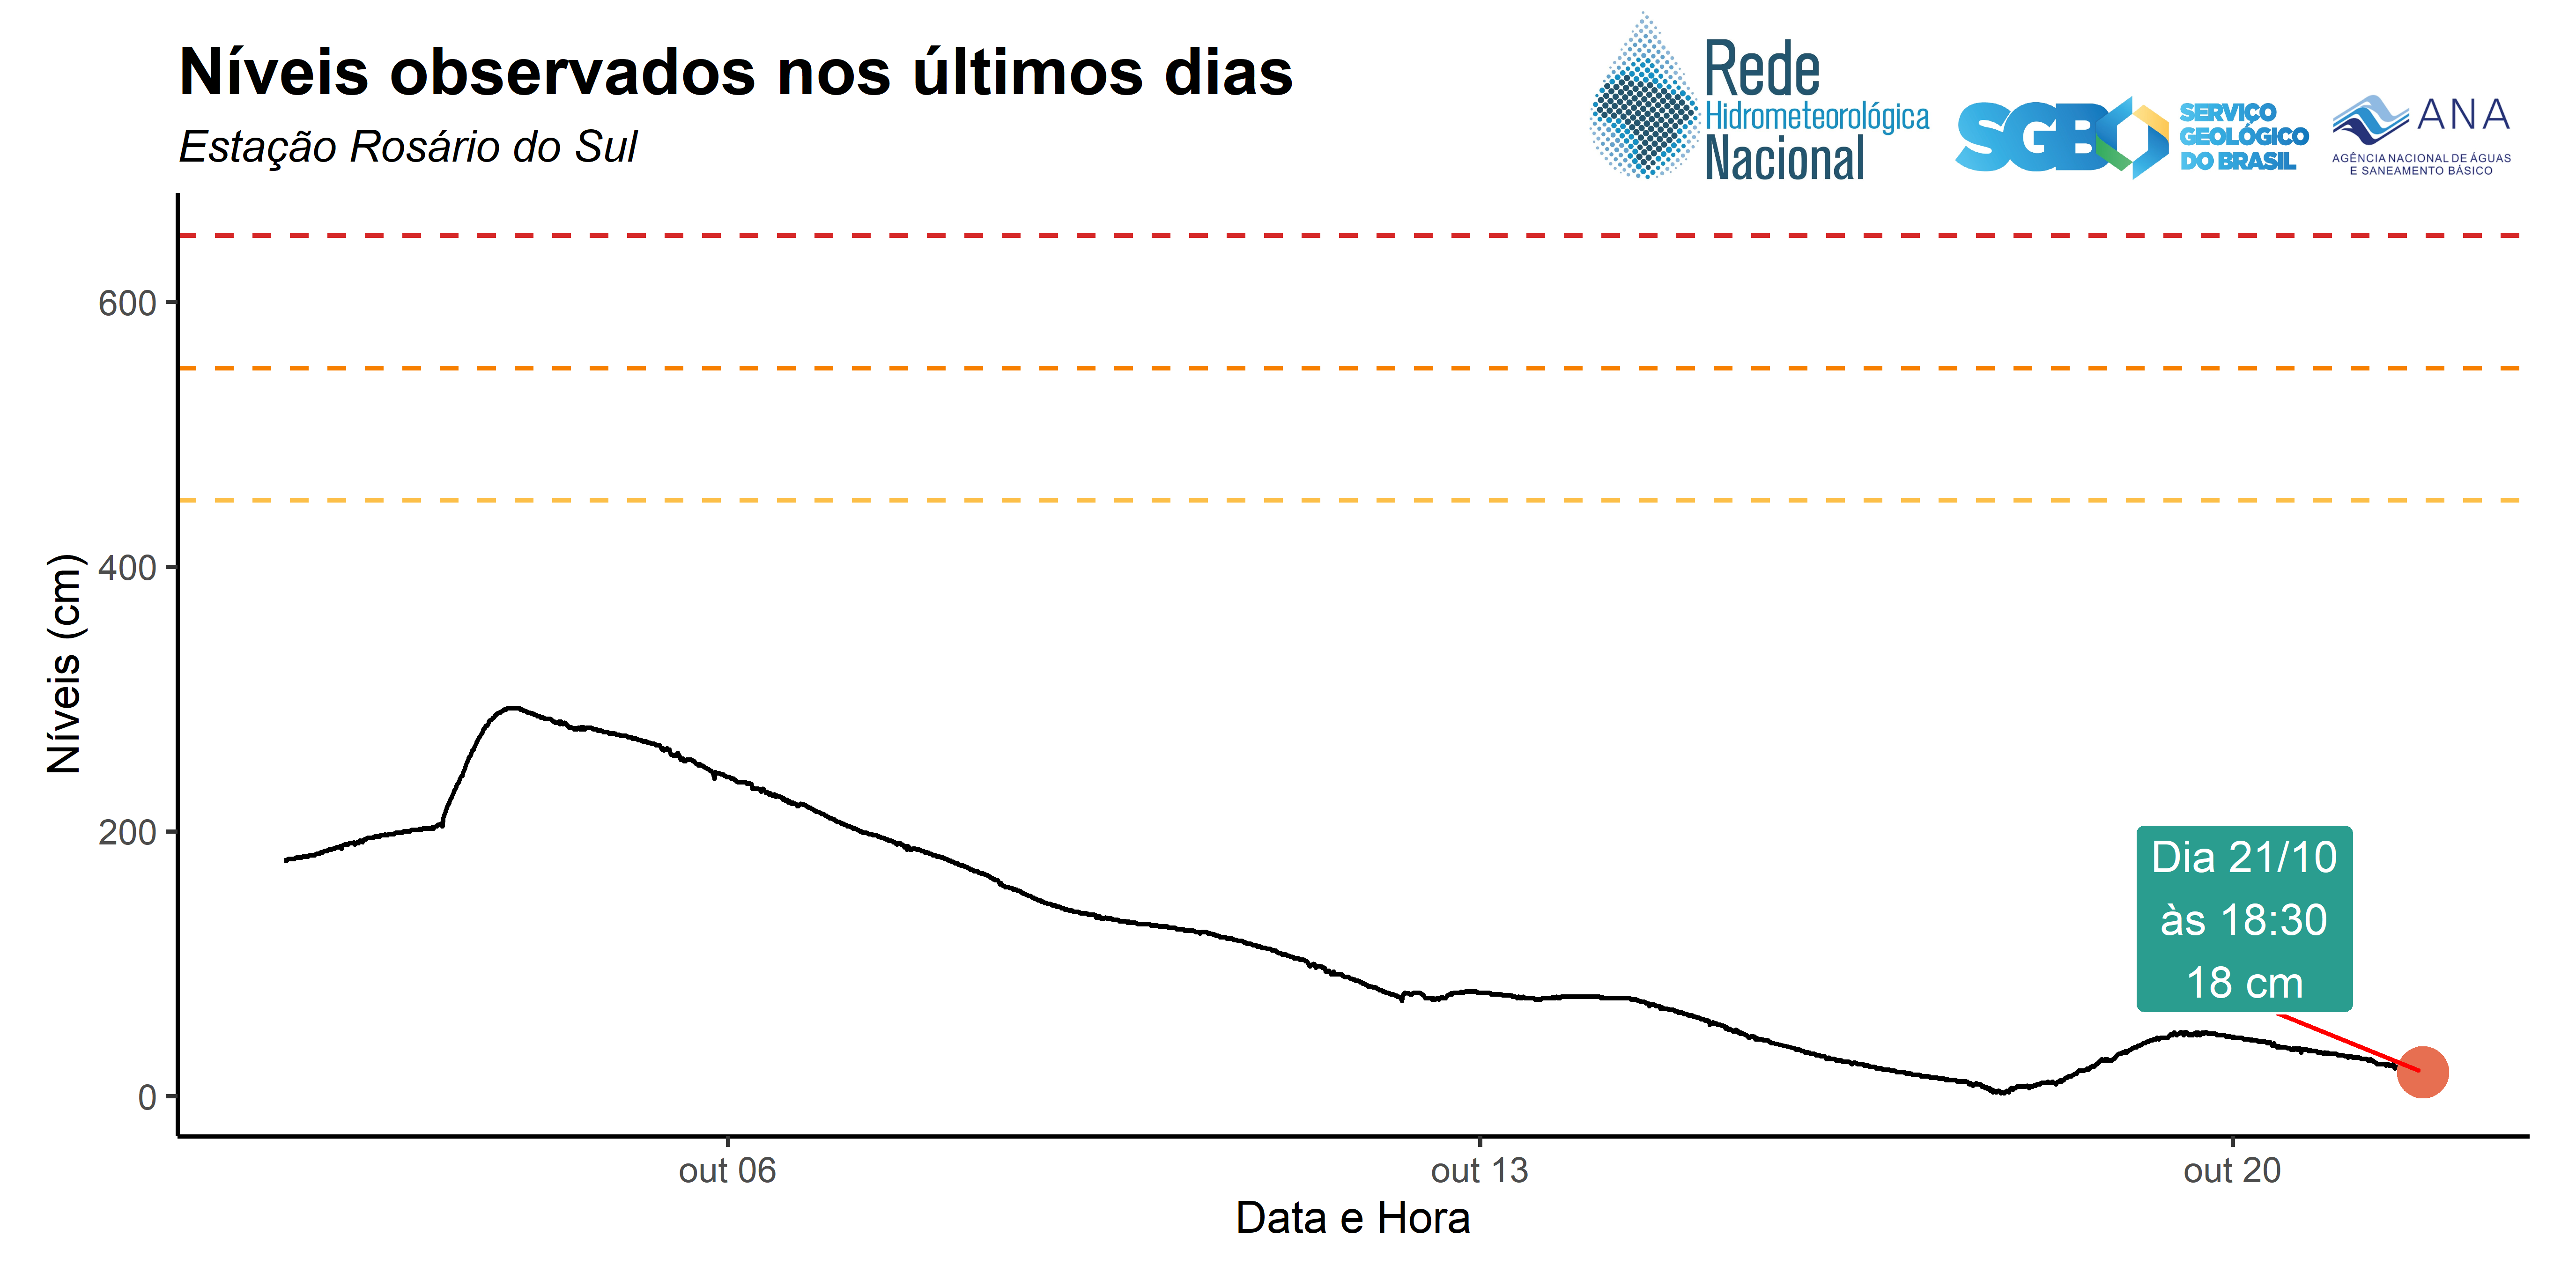 Níveis observados nos últimos dias
Estação Rosário do Sul
Rede
Hidrometeorológica
Nacional
SGB
SERVIÇO
GEOLÓGICO
DO BRASIL
ANA
AGÊNCIA NACIONAL DE ÁGUAS
E SANEAMENTO BÁSICO
Níveis (cm)
600
400
200
0
Dia 21/10
às 18:30
18 cm
out 06
out 13
out 20
Data e Hora